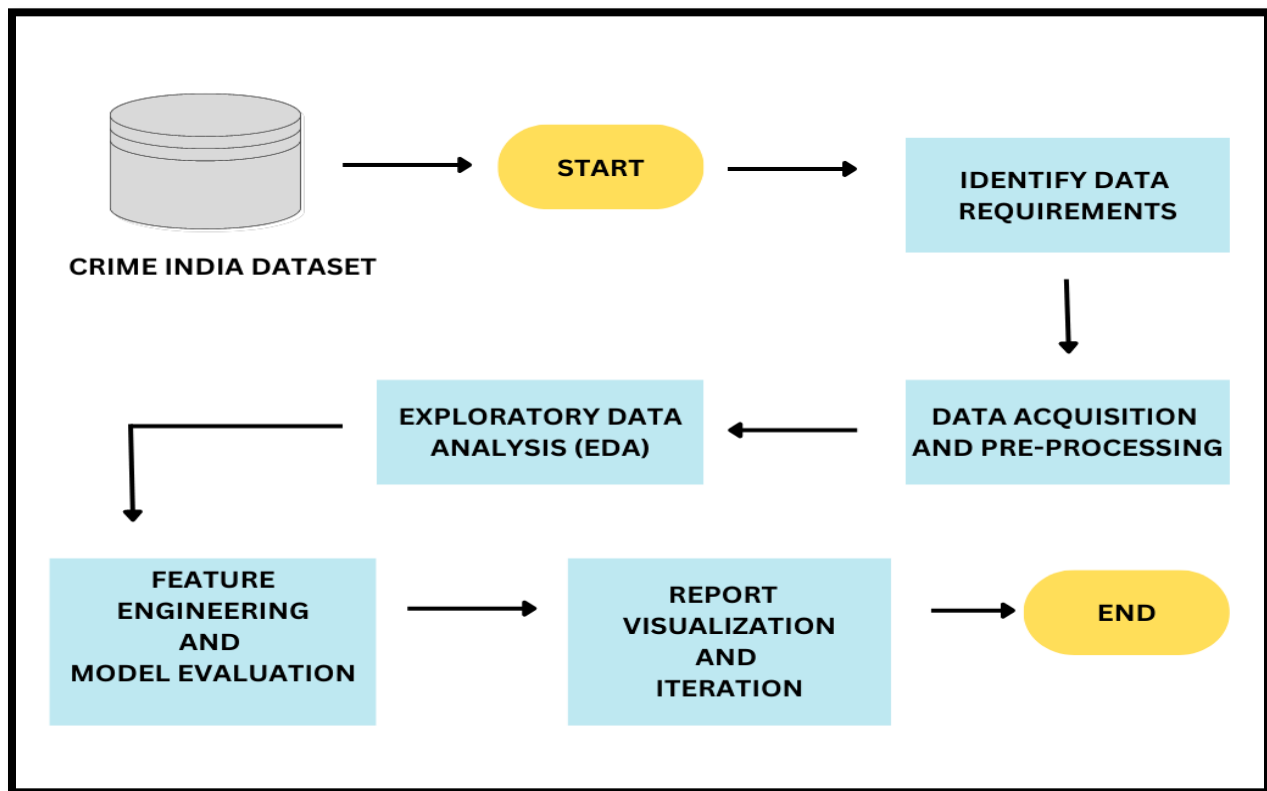 START
IDENTIFY DATA
REQUIREMENTS
CRIME INDIA DATASET
EXPLORATORY DATA
ANALYSIS (EDA)
DATA ACQUISITION
AND PRE-PROCESSING
FEATURE
ENGINEERING
AND
MODEL EVALUATION
REPORT
VISUALIZATION
AND
ITERATION
END